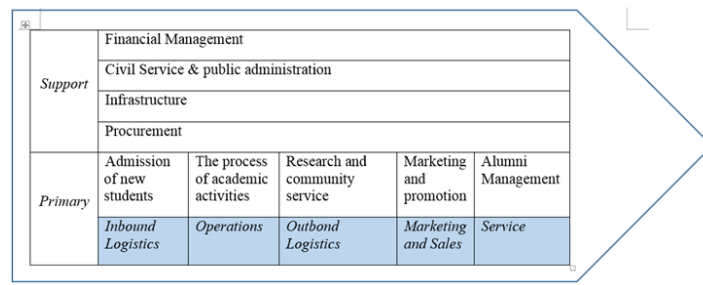 Support
Financial Management
Civil Service & public administration
Infrastructure
Procurement
Primary
Admission
of new
students
The process
of academic
activities
Research and
community
service
Marketing
and
promotion
Alumni
Management
Inbound
Logistics
Operations
Outbond
Logistics
Marketing
and Sales
Service